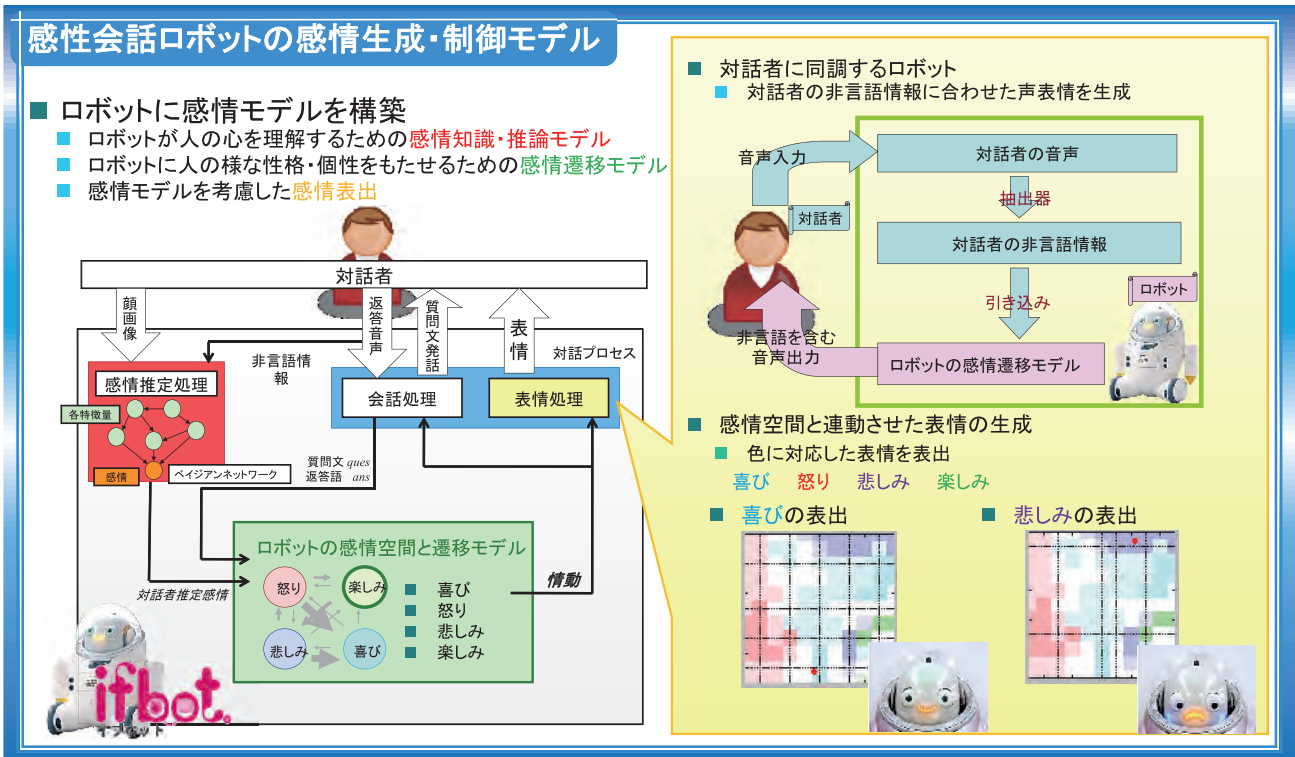 感性会話ロボットの感情生成・制御モデル
ロボットに感情モデルを構築
ロボットが人の心を理解するための感情知識・推論モデル
ロボットに人の様な性格・個性をもたせるための感情遷移モデル
感情モデルを考慮した感情表出
対話者
顔画像
返答音声
質問文発話
表情
対話プロセス
非言語情
報
感情推定処理
各特徴量
感情
ベイジアンネットワーク
会話処理
表情処理
質問文 ques
返答語 ans
対話者推定感情
ロボットの感情空間と遷移モデル
怒り
楽しみ
悲しみ
喜び
喜び
怒り
悲しみ
楽しみ
情動
ifbot
イフボット
対話者に同調するロボット
対話者の非言語情報に合わせた声表情を生成
音声入力
対話者
対話者の音声
抽出器
対話者の非言語情報
引き込み
ロボット
非言語を含む
音声出力
ロボットの感情遷移モデル
感情空間と連動させた表情の生成
色に対応した表情を表出
喜び 怒り 悲しみ 楽しみ
喜びの表出
悲しみの表出